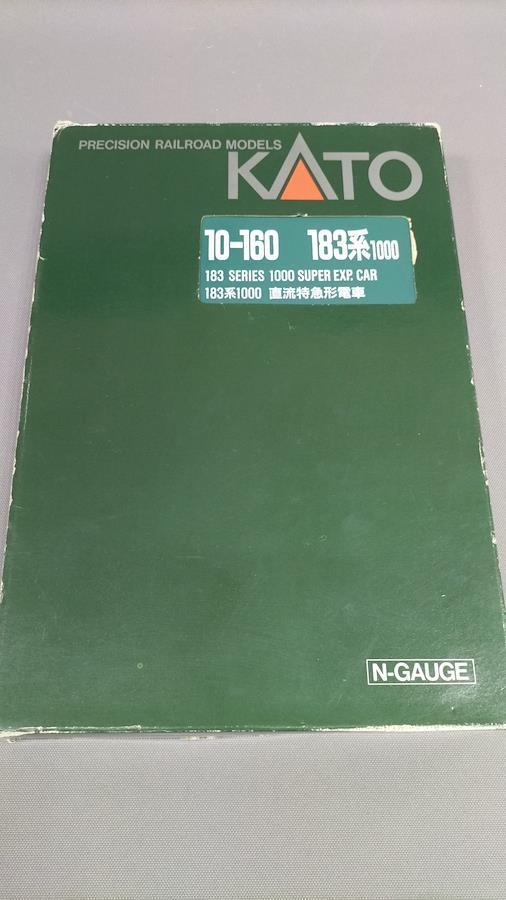 PRECISION RAILROAD MODELS
KATO
10-160 183系1000
183 SERIES 1000 SUPER EXP. CAR
183系1000 直流特急形電車
N-GAUGE